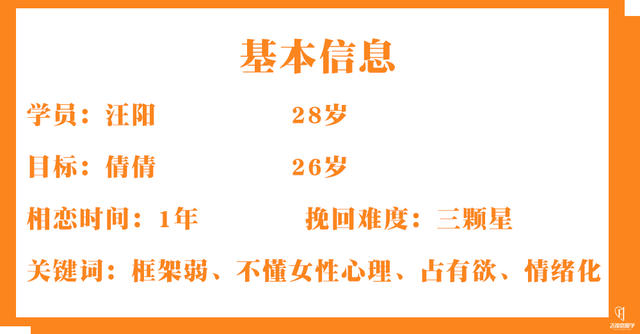 基本信息
学员：汪阳 28岁
目标：倩倩 26岁
相恋时间：1年 挽回难度：三颗星
关键词：框架弱、不懂女性心理、占有欲、情绪化